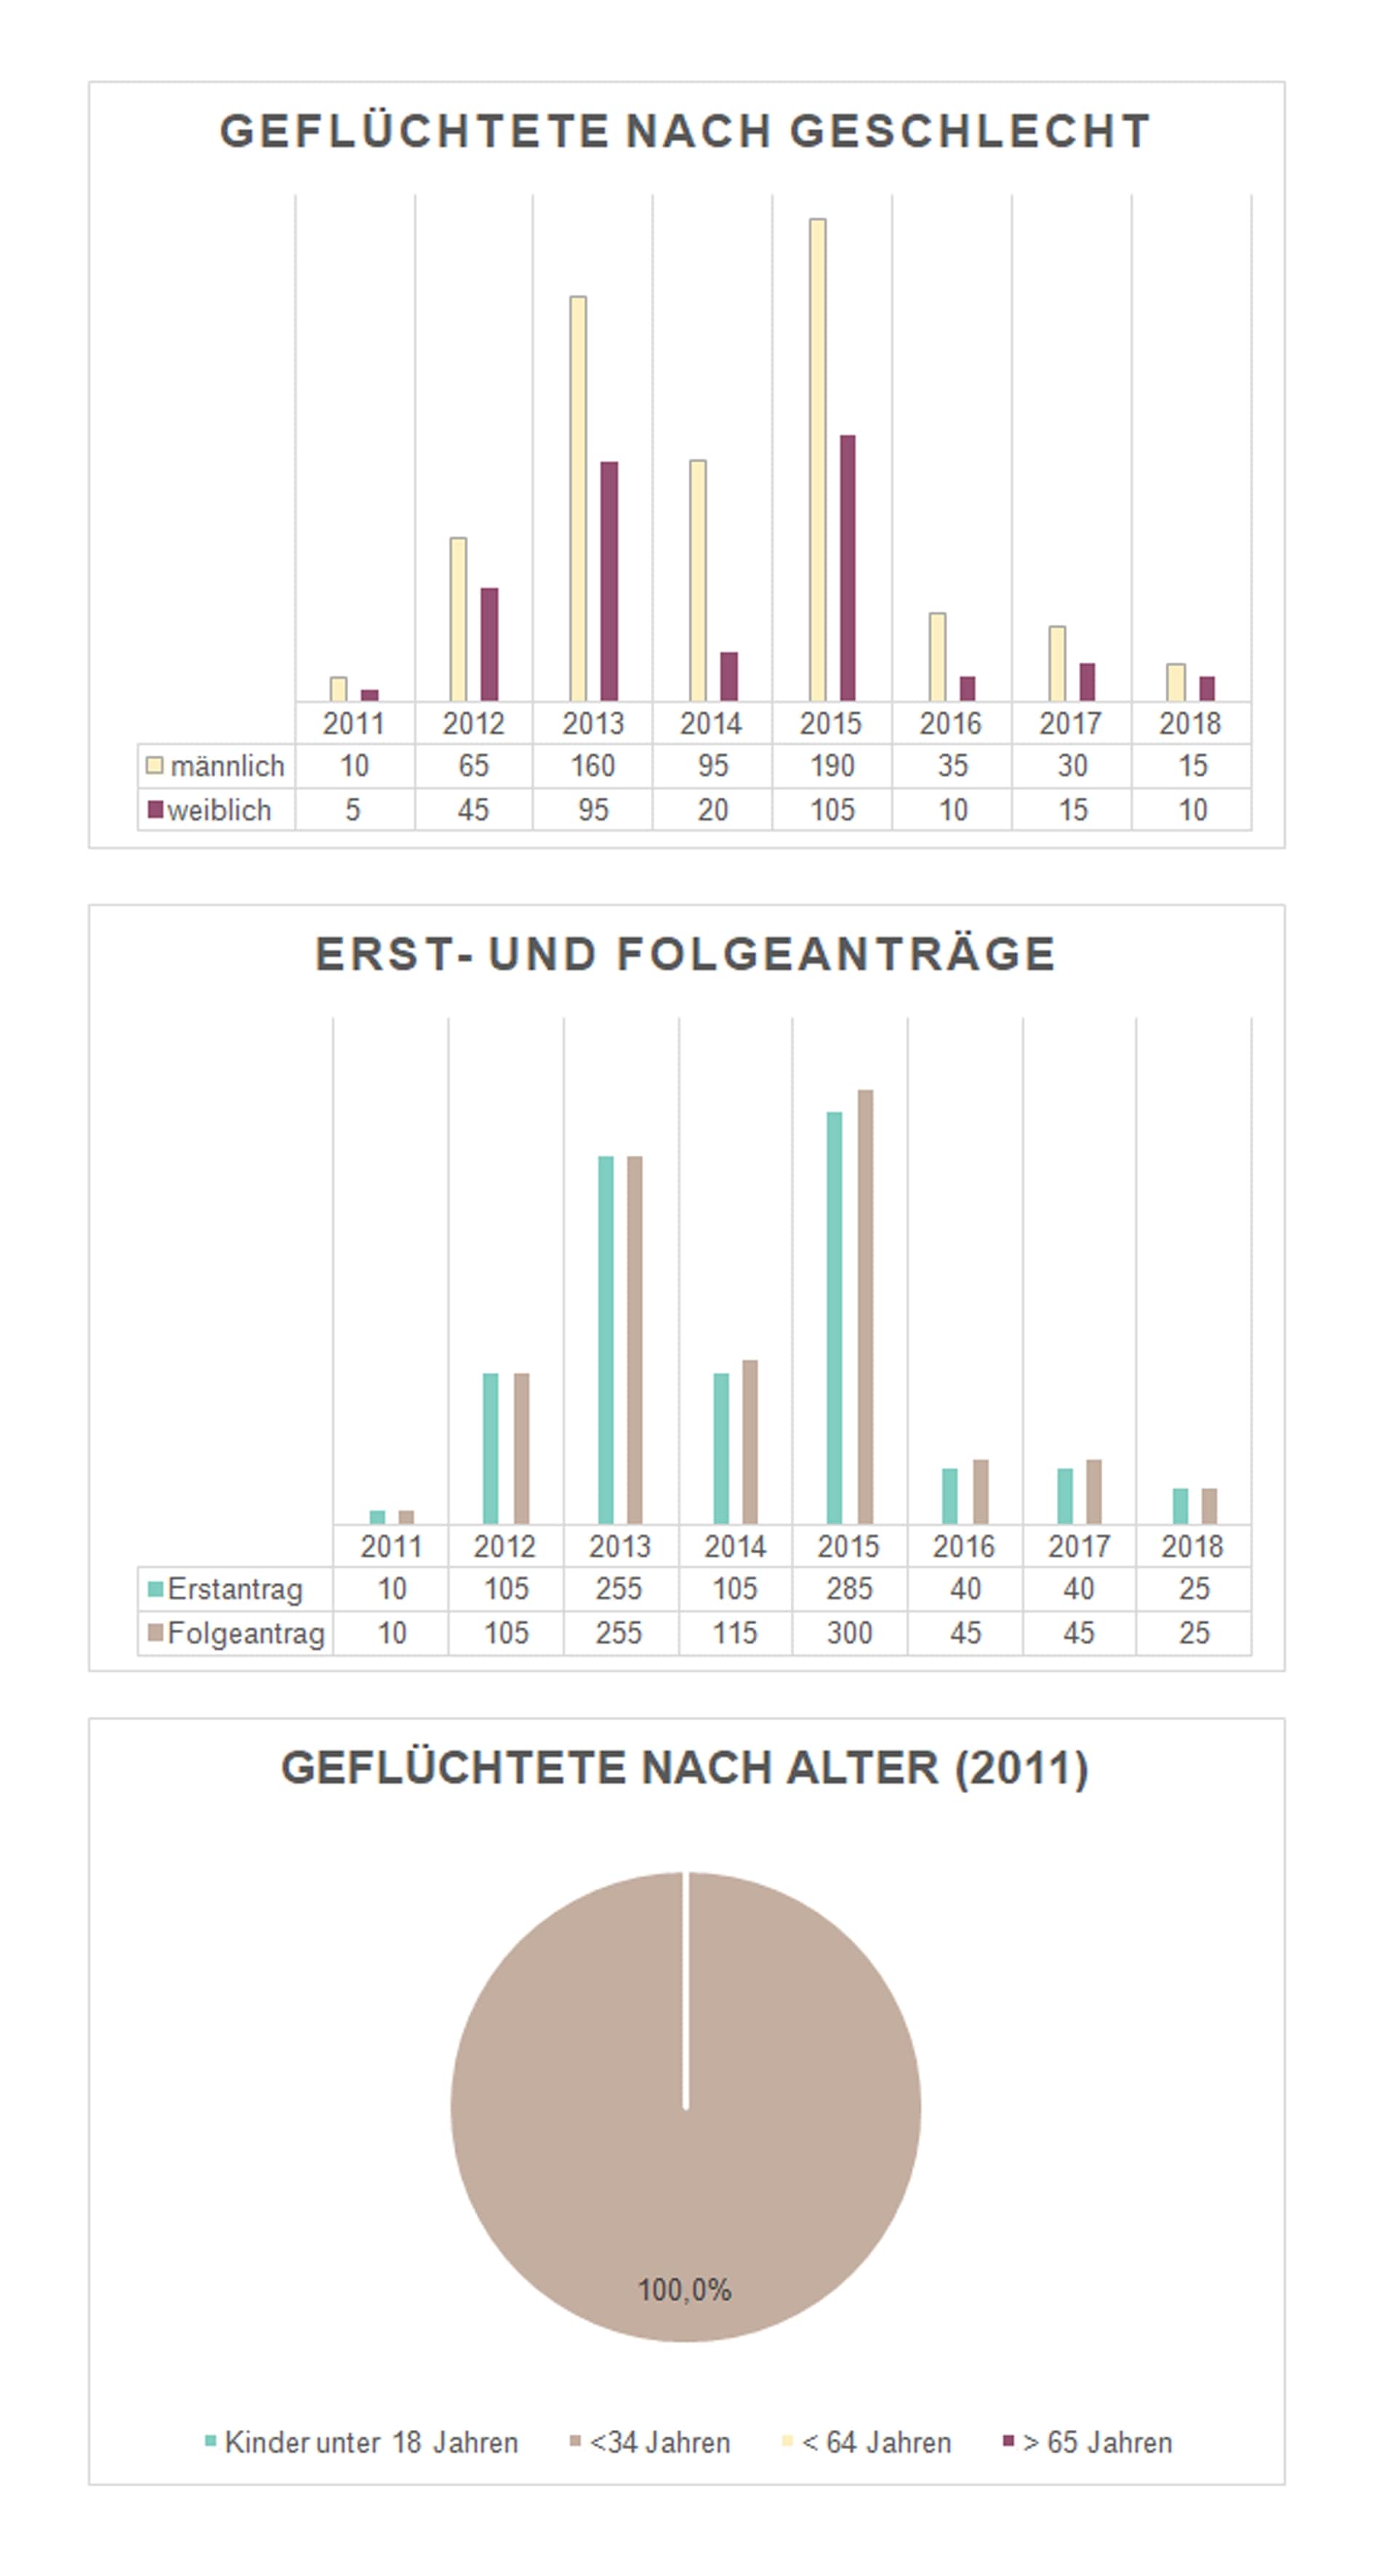 GEFLÜCHTETE NACH GESCHLECHT
2011 2012 2013 2014 2015 2016 2017 2018
männlich 10 65 160 95 190 35 30 15
weiblich 5 45 95 20 105 10 15 10
ERST- UND FOLGEANTRÄGE
2011 2012 2013 2014 2015 2016 2017 2018
Erstantrag 10 105 255 105 285 40 40 25
Folgeantrag 10 105 255 115 300 45 45 25
GEFLÜCHTETE NACH ALTER (2011)
100,0%
Kinder unter 18 Jahren <34 Jahren < 64 Jahren > 65 Jahren